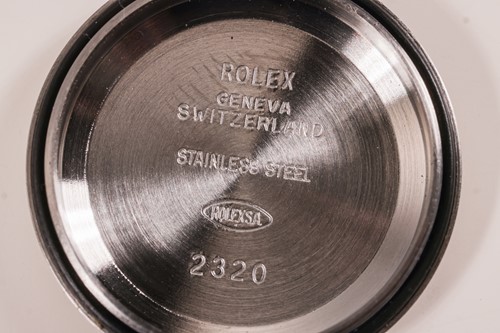 ROLEX
GENEVA
SWITZERLAND
STAINLESS STEEL
ROLEXSA
2320